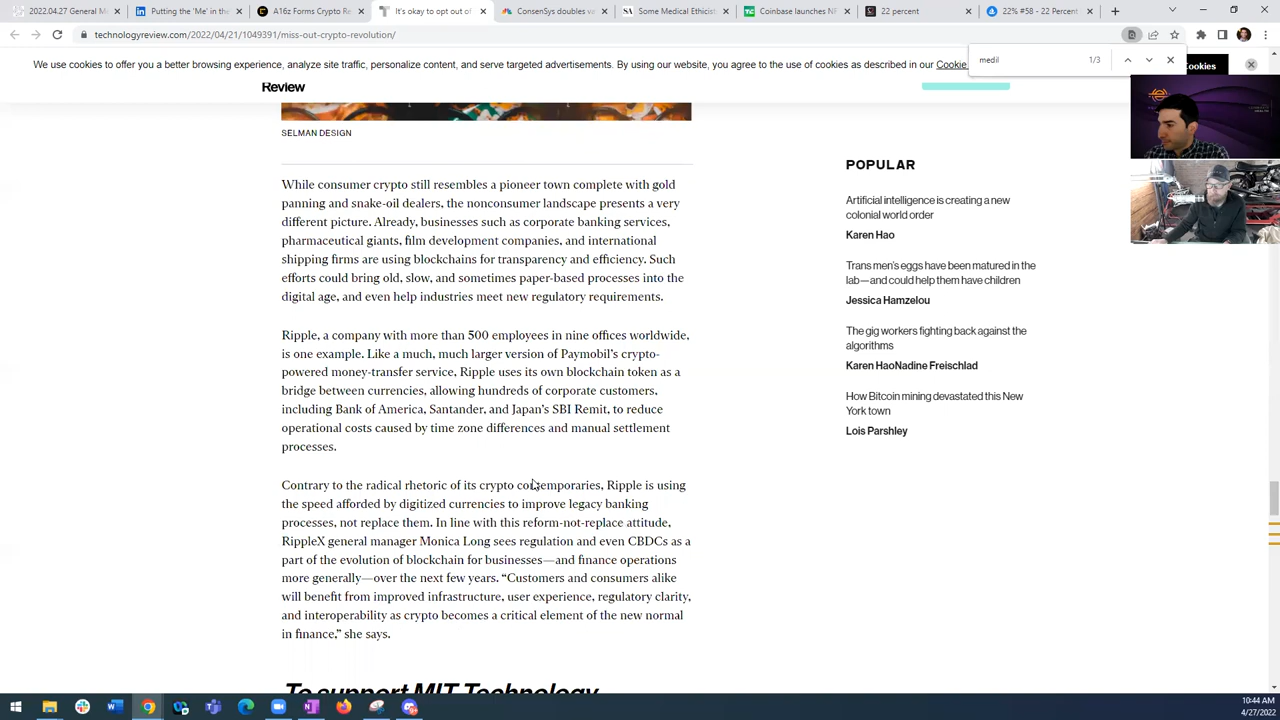 2022.04.27 General M
Putting the 'Me' in the
A16z Forms Crypto Re
It's okay to opt out of
ConsenSys doubles va
Some Medical Ethicist
Coinbase launches NF
22 percent
22% #58 - 22 Percent
technologyreview.com/2022/04/21/1049391/miss-out-crypto-revolution/
medil
1/3
We use cookies to offer you a better browsing experience, analyze site traffic, personalize content, and serve targeted advertisements. By using our website, you agree to the use of cookies as described in our Cookie
ookies
Review
SELMAN DESIGN
While consumer crypto still resembles a pioneer town complete with gold
panning and snake-oil dealers, the nonconsumer landscape presents a very
different picture. Already, businesses such as corporate banking services,
pharmaceutical giants, film development companies, and international
shipping firms are using blockchains for transparency and efficiency. Such
efforts could bring old, slow, and sometimes paper-based processes into the
digital age, and even help industries meet new regulatory requirements.
Ripple, a company with more than 500 employees in nine offices worldwide,
is one example. Like a much, much larger version of Paymobil's crypto-
powered money-transfer service, Ripple uses its own blockchain token as a
bridge between currencies, allowing hundreds of corporate customers,
including Bank of America, Santander, and Japan's SBI Remit, to reduce
operational costs caused by time zone differences and manual settlement
processes.
Contrary to the radical rhetoric of its crypto contemporaries, Ripple is using
the speed afforded by digitized currencies to improve legacy banking
processes, not replace them. In line with this reform-not-replace attitude,
RippleX general manager Monica Long sees regulation and even CBDCs as a
part of the evolution of blockchain for businesses—and finance operations
more generally—over the next few years. “Customers and consumers alike
will benefit from improved infrastructure, user experience, regulatory clarity,
and interoperability as crypto becomes a critical element of the new normal
in finance,” she says.
To support MIT Technology
POPULAR
Artificial intelligence is creating a new
colonial world order
Karen Hao
Trans men's eggs have been matured in the
lab—and could help them have children
Jessica Hamzelou
The gig workers fighting back against the
algorithms
Karen HaoNadine Freischlad
How Bitcoin mining devastated this New
York town
Lois Parshley
10:44 AM
4/27/2022